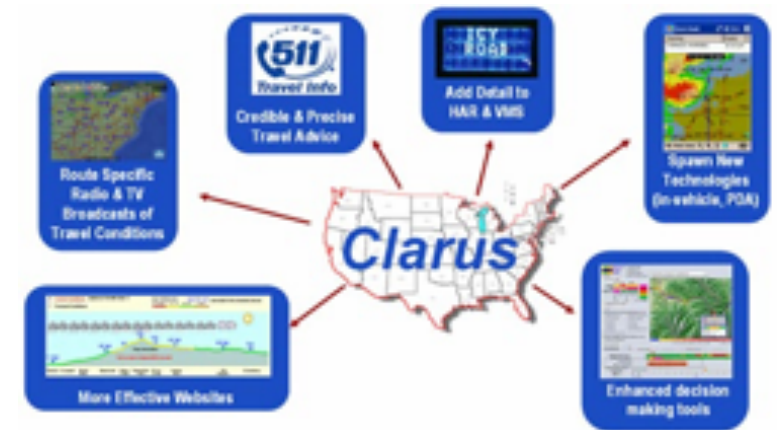 511
Travel Info
Credible & Precise
Travel Advice
ICY
ROAD
Add Detail to
HAR & VMS
Route Specific
Radio & TV
Broadcasts of
Travel Conditions
Spawn New
Technologies
(in-vehicle, PDA)
Clarus
More Effective Websites
Enhanced decision
making tools